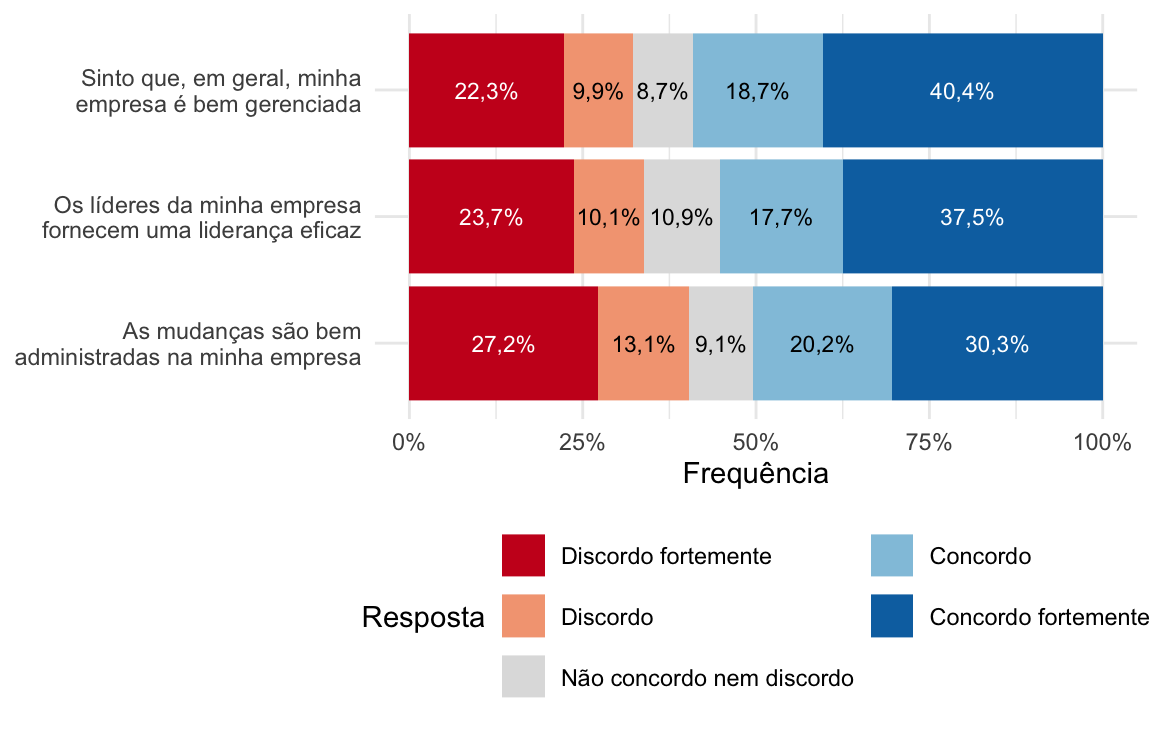 Sinto que, em geral, minha
empresa é bem gerenciada
22,3% 9,9% 8,7% 18,7% 40,4%
Os líderes da minha empresa
fornecem uma liderança eficaz
23,7% 10,1% 10,9% 17,7% 37,5%
As mudanças são bem
administradas na minha empresa
27,2% 13,1% 9,1% 20,2% 30,3%
0% 25% 50% 75% 100%
Frequência
Resposta
Discordo fortemente
Discordo
Não concordo nem discordo
Concordo
Concordo fortemente